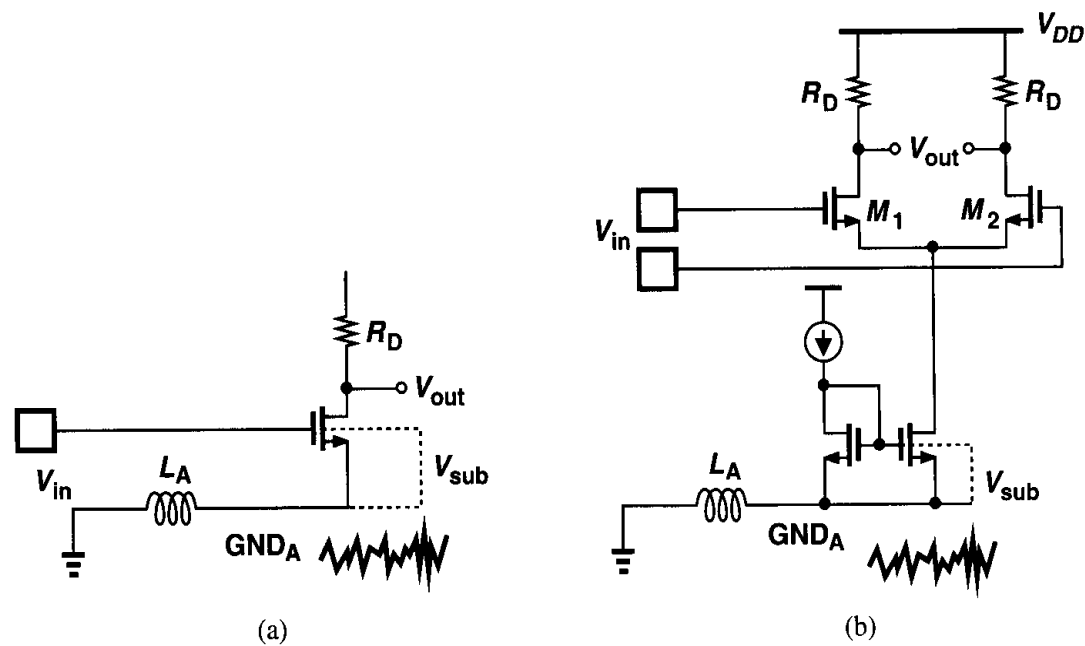 V_DD
R_D R_D
V_out
M_1 M_2
V_in
R_D
V_out
V_in
L_A
V_sub
GND_A
L_A
V_sub
GND_A
(a)
(b)